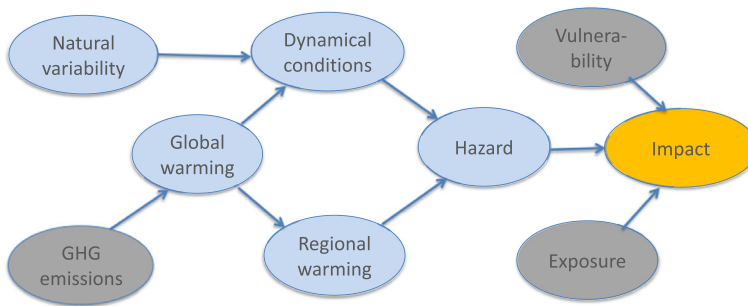 Natural
variability
Dynamical
conditions
Vulnera-
bility
Global
warming
Hazard
Impact
GHG
emissions
Regional
warming
Exposure